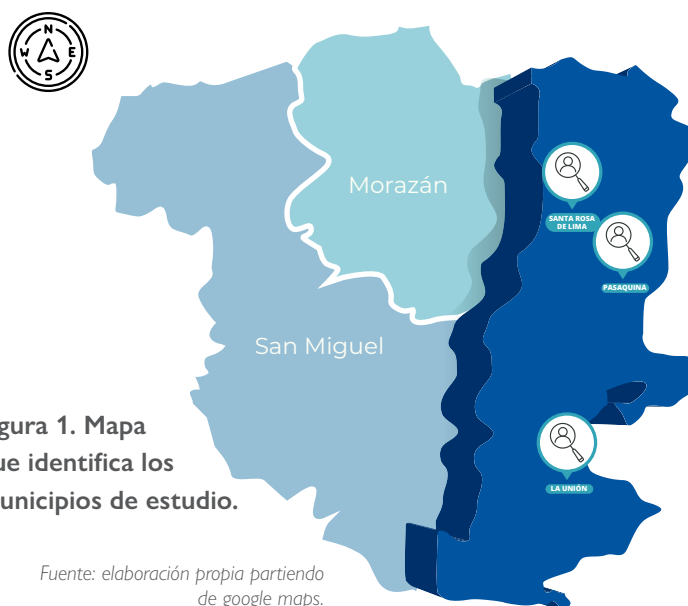 N
W E
S
Morazán
SANTA ROSA
DE LIMA
PASAQUINA
San Miguel
gura 1. Mapa
ue identifica los
unicipios de estudio.
LA UNIÓN
Fuente: elaboración propia partiendo
de google maps.